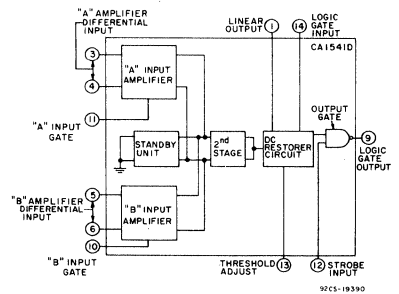 "A" AMPLIFIER
DIFFERENTIAL
INPUT
LINEAR
OUTPUT
1
14
LOGIC
GATE
INPUT
CA1541D
3
4
"A" INPUT
AMPLIFIER
11
"A" INPUT
GATE
STANDBY
UNIT
2nd
STAGE
DC
RESTORER
CIRCUIT
OUTPUT
GATE
9
LOGIC
GATE
OUTPUT
5
"B" AMPLIFIER
DIFFERENTIAL
INPUT
6
"B" INPUT
AMPLIFIER
10
"B" INPUT
GATE
THRESHOLD
ADJUST
13
12
STROBE
INPUT
92CS-19390